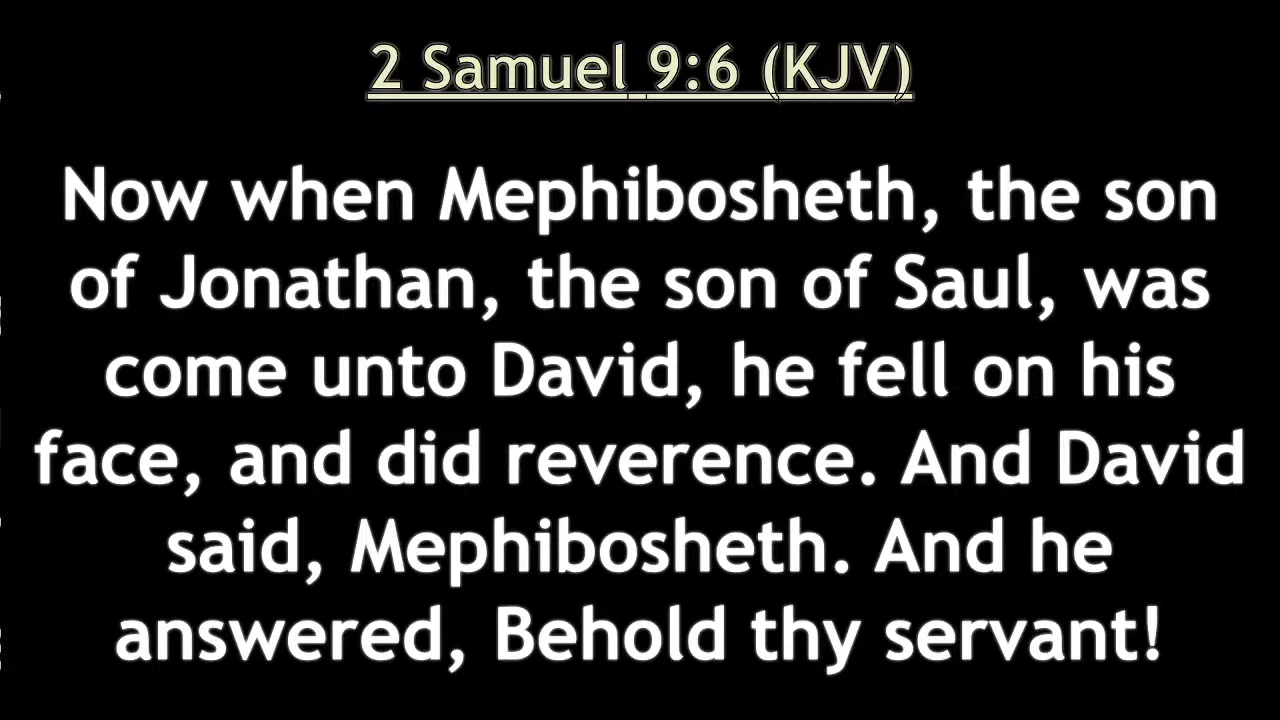 2 Samuel 9:6 (KJV)
Now when Mephibosheth, the son
of Jonathan, the son of Saul, was
come unto David, he fell on his
face, and did reverence. And David
said, Mephibosheth. And he
answered, Behold thy servant!